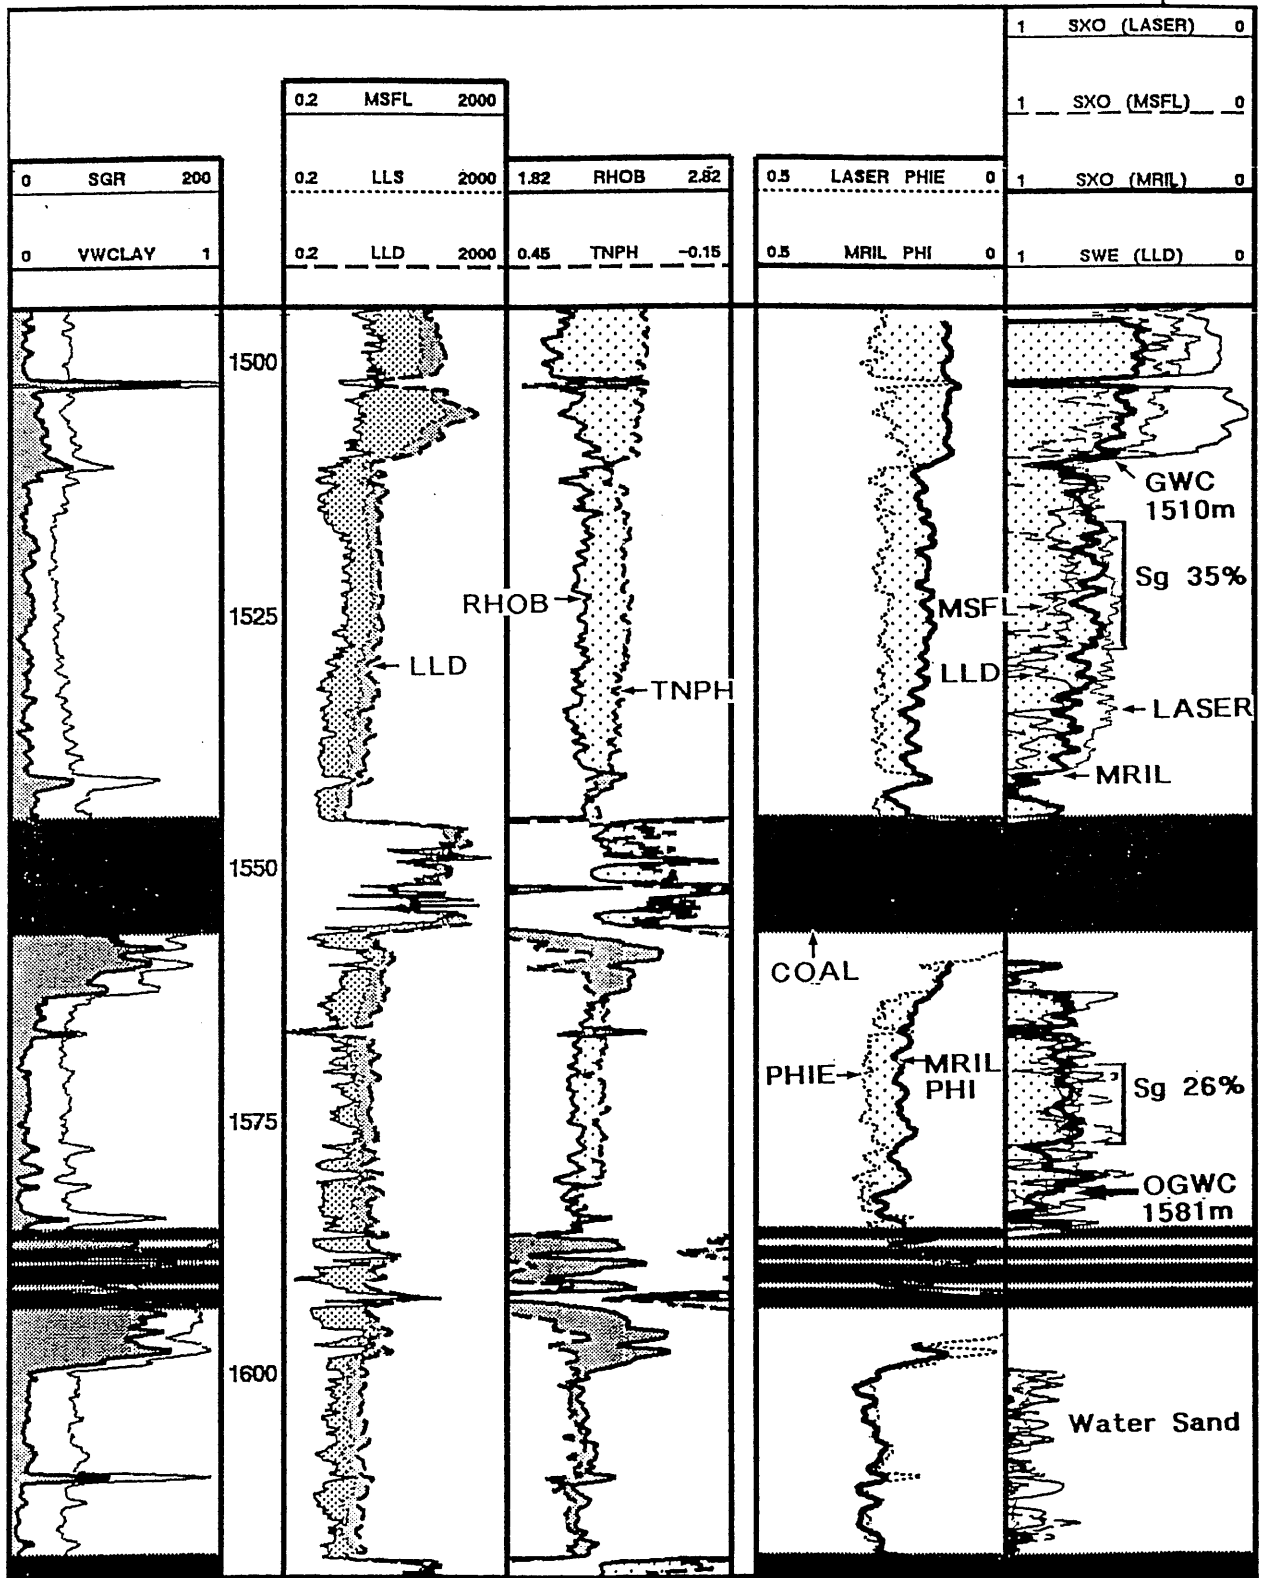 1 SXO (LASER) 0
0.2 MSFL 2000
1 SXO (MSFL) 0
0 SGR 200
0.2 LLS 2000
1.82 RHOB 2.82
0.5 LASER PHIE 0
1 SXO (MRIL) 0
0 VWCLAY 1
0.2 LLD 2000
0.45 TNPH -0.15
0.5 MRIL PHI 0
1 SWE (LLD) 0
1500
GWC
1510m
Sg 35%
RHOB
MSFL
1525
LLD
LLD
TNPH
LASER
MRIL
1550
COAL
PHIE
MRIL
PHI
Sg 26%
1575
OGWC
1581m
1600
Water Sand